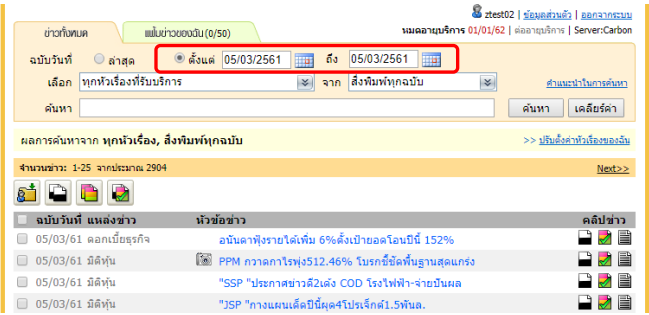 ztest02 | ข้อมูลส่วนตัว | ออกจากระบบ
ข่าวทั้งหมด แฟ้มข่าวของฉัน (0/50) หมดอายุบริการ 01/01/62 | ต่ออายุบริการ | Server:Carbon
ฉบับวันที่ ล่าสุด ตั้งแต่ 05/03/2561 ถึง 05/03/2561
เลือก ทุกหัวเรื่องที่รับบริการ จาก สิ่งพิมพ์ทุกฉบับ คำแนะนำในการค้นหา
ค้นหา ค้นหา เคลียร์ค่า
ผลการค้นหาจาก ทุกหัวเรื่อง, สิ่งพิมพ์ทุกฉบับ >> ปรับตั้งค่าหัวเรื่องของฉัน
จำนวนข่าว: 1-25 จากประมาณ 2904 Next>>
ฉบับวันที่ แหล่งข่าว หัวข้อข่าว คลิปข่าว
05/03/61 ดอกเบี้ยธุรกิจ อนันดาฟุ้งรายได้เพิ่ม 6%ตั้งเป้ายอดโอนปีนี้ 152%
05/03/61 มิติหุ้น PPM กวาดกำไรพุ่ง512.46% โบรกชี้ชัดพื้นฐานสุดแกร่ง
05/03/61 มิติหุ้น "SSP "ประกาศข่าวดี2เด้ง COD โรงไฟฟ้า-จ่ายปันผล
05/03/61 มิติหุ้น "JSP "กางแผนเด็ดปีนี้ผุด4โปรเจ็กต์1.5พันล.